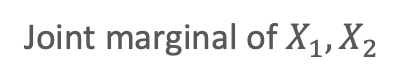 Joint marginal of X₁, X₂